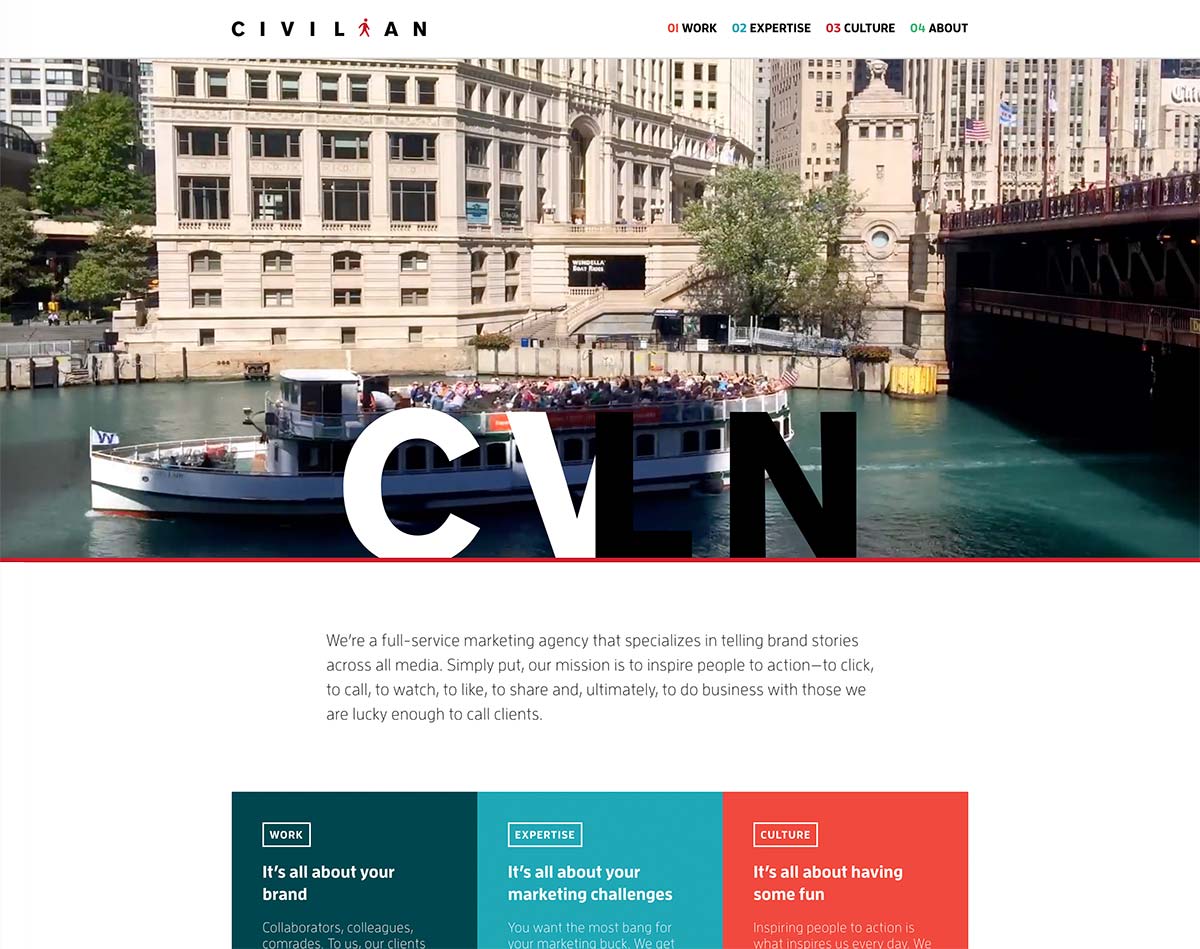 CIVILIAN
01 WORK 02 EXPERTISE 03 CULTURE 04 ABOUT
WENDELLA
BOAT RIDES
W
CVLN
We're a full-service marketing agency that specializes in telling brand stories
across all media. Simply put, our mission is to inspire people to action—to click,
to call, to watch, to like, to share and, ultimately, to do business with those we
are lucky enough to call clients.
WORK
It's all about your
brand
Collaborators, colleagues,
comrades. To us, our clients
EXPERTISE
It's all about your
marketing challenges
You want the most bang for
your marketing buck. We get
CULTURE
It's all about having
some fun
Inspiring people to action is
what inspires us every day. We